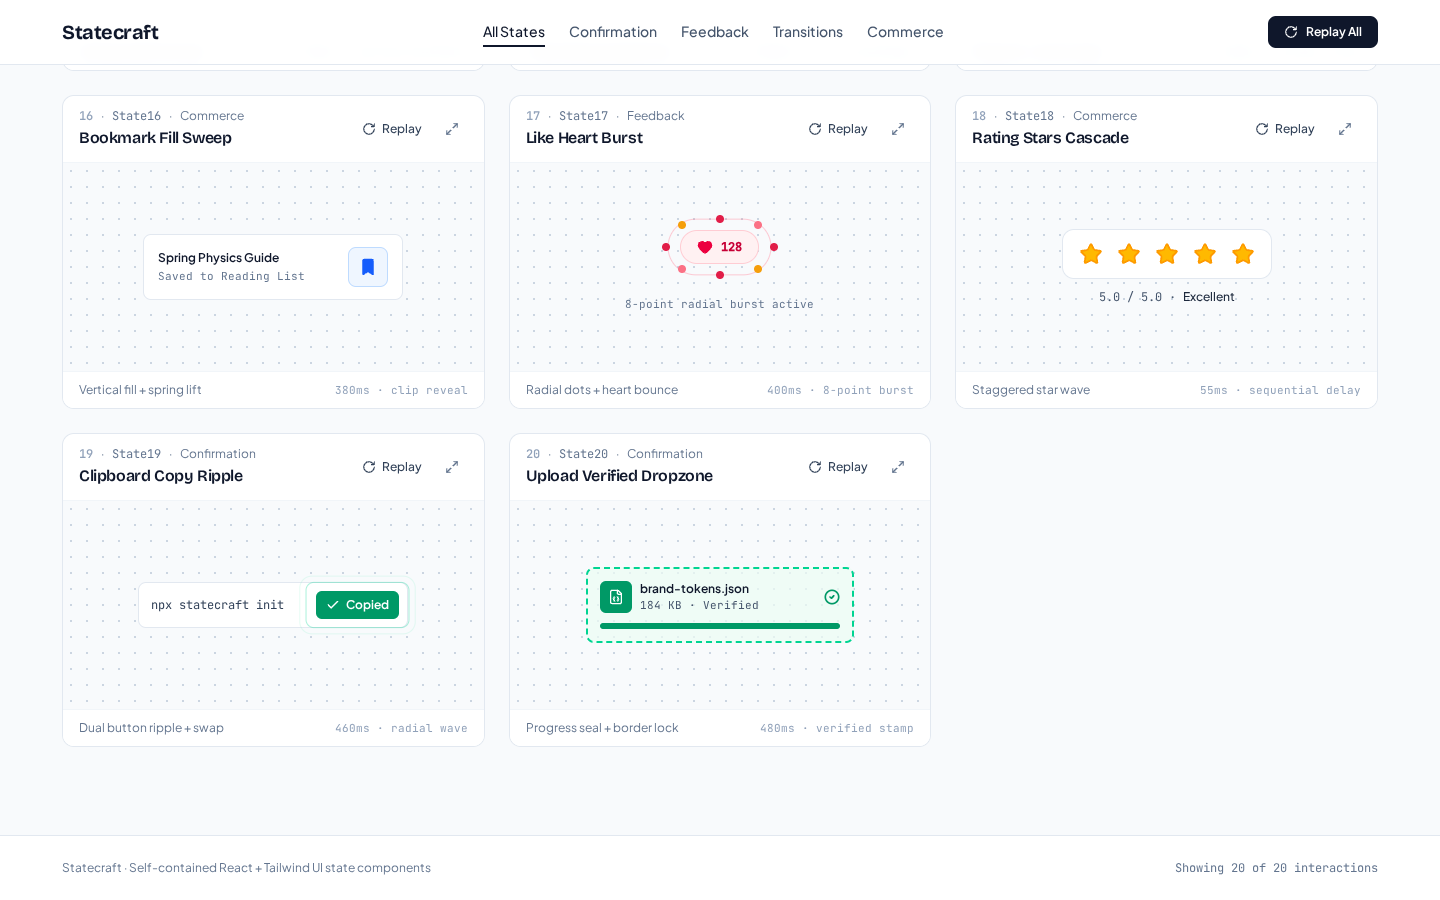 Statecraft
All States
Confirmation
Feedback
Transitions
Commerce
Replay All
16 · State16 · Commerce
Bookmark Fill Sweep
Replay
Spring Physics Guide
Saved to Reading List
Vertical fill + spring lift
380ms · clip reveal
17 · State17 · Feedback
Like Heart Burst
Replay
128
8-point radial burst active
Radial dots + heart bounce
400ms · 8-point burst
18 · State18 · Commerce
Rating Stars Cascade
Replay
5.0 / 5.0 · Excellent
Staggered star wave
55ms · sequential delay
19 · State19 · Confirmation
Clipboard Copy Ripple
Replay
npx statecraft init
Copied
Dual button ripple + swap
460ms · radial wave
20 · State20 · Confirmation
Upload Verified Dropzone
Replay
brand-tokens.json
184 KB · Verified
Progress seal + border lock
480ms · verified stamp
Statecraft · Self-contained React + Tailwind UI state components
Showing 20 of 20 interactions